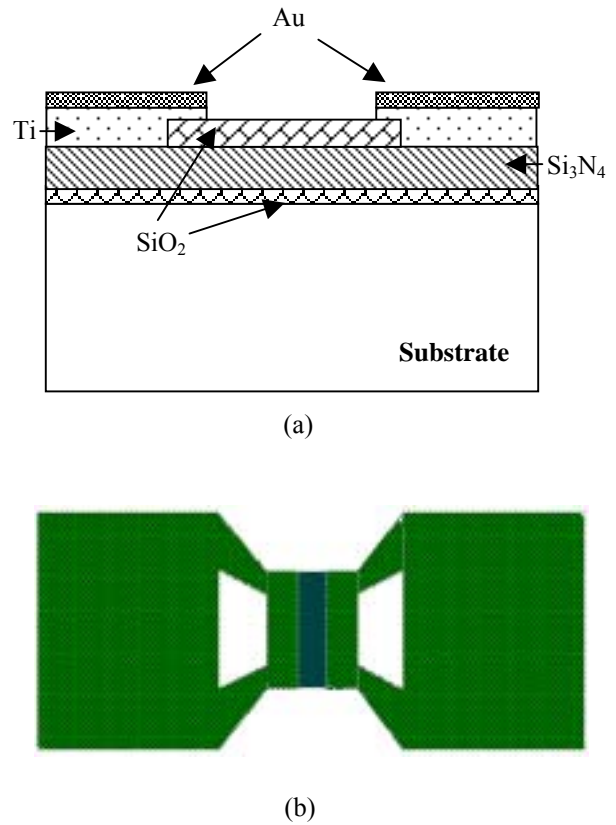 Au
Ti
Si₃N₄
SiO₂
Substrate
(a)
(b)